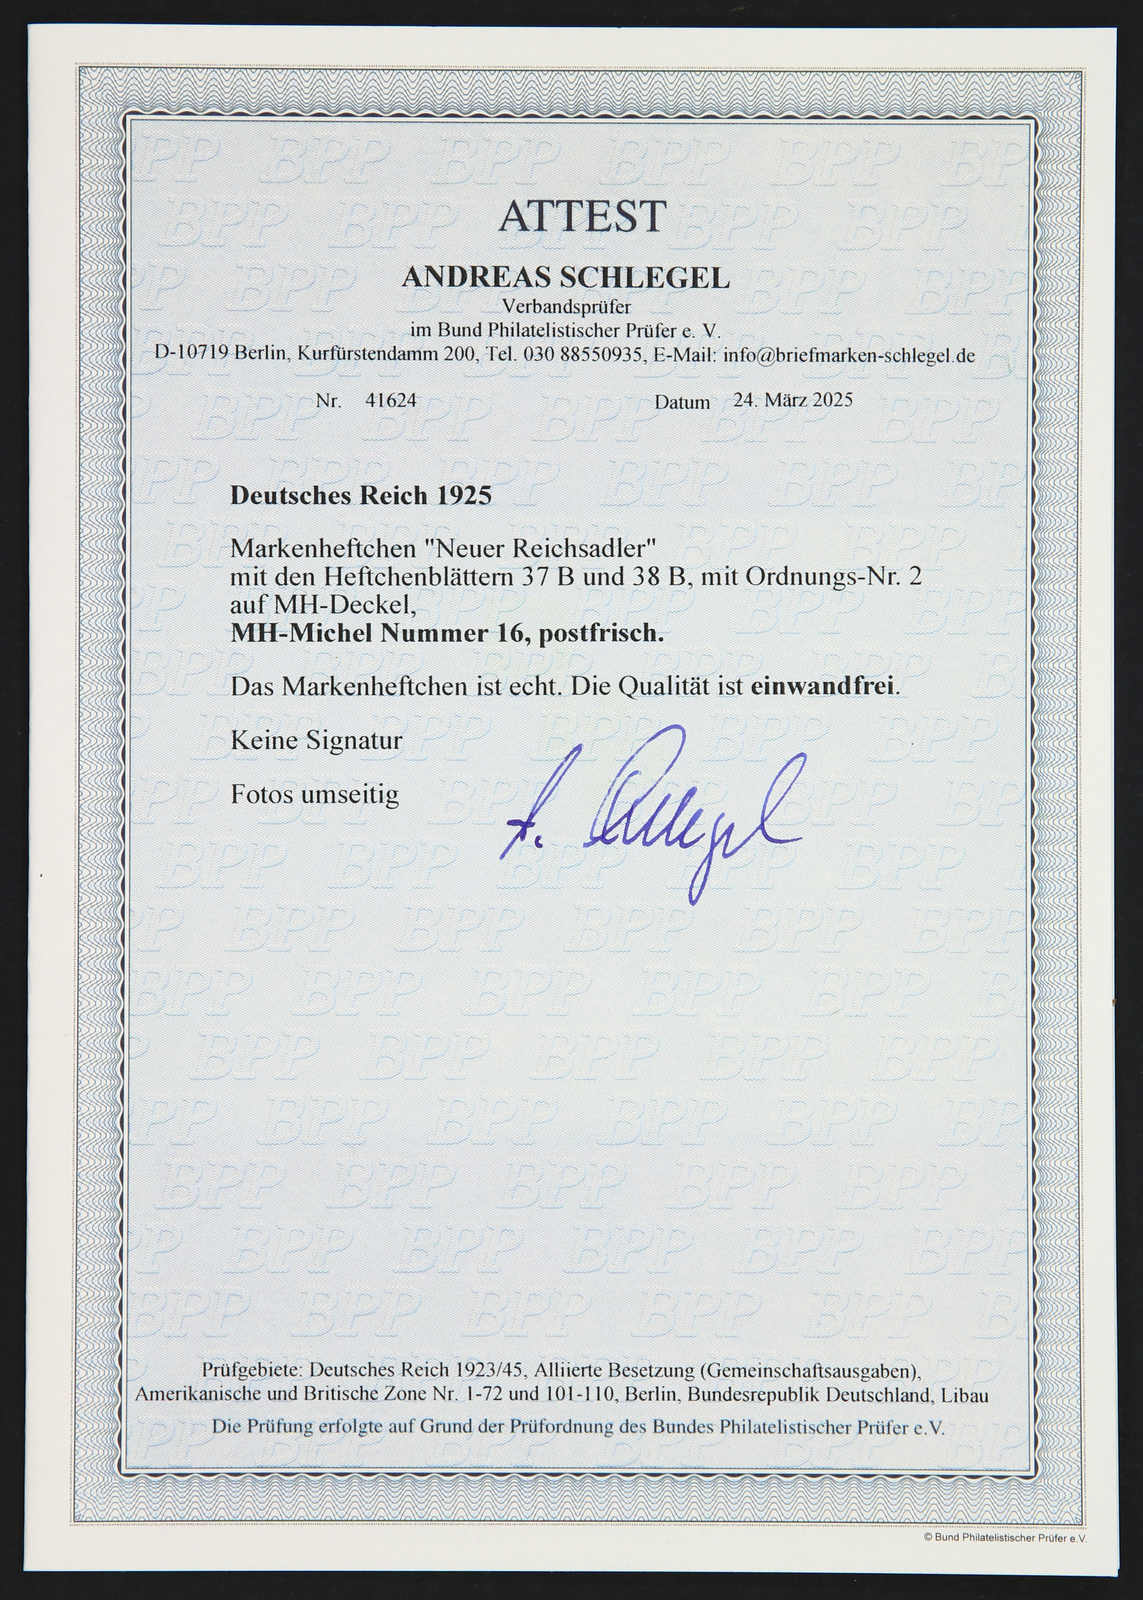 ATTEST
ANDREAS SCHLEGEL
Verbandsprüfer
im Bund Philatelistischer Prüfer e. V.
D-10719 Berlin, Kurfürstendamm 200, Tel. 030 88550935, E-Mail: info@briefmarken-schlegel.de
Nr. 41624 Datum 24. März 2025
Deutsches Reich 1925
Markenheftchen "Neuer Reichsadler"
mit den Heftchenblättern 37 B und 38 B, mit Ordnungs-Nr. 2
auf MH-Deckel,
MH-Michel Nummer 16, postfrisch.
Das Markenheftchen ist echt. Die Qualität ist einwandfrei.
Keine Signatur
Fotos umseitig
A. Schlegel
Prüfgebiete: Deutsches Reich 1923/45, Alliierte Besetzung (Gemeinschaftsausgaben),
Amerikanische und Britische Zone Nr. 1-72 und 101-110, Berlin, Bundesrepublik Deutschland, Libau
Die Prüfung erfolgte auf Grund der Prüfordnung des Bundes Philatelistischer Prüfer e.V.
© Bund Philatelistischer Prüfer e.V.